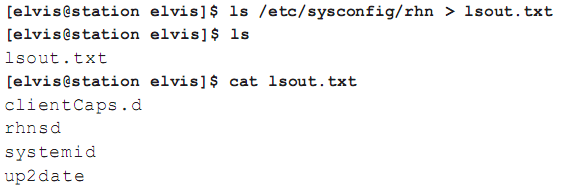 [elvis@station elvis]$ ls /etc/sysconfig/rhn > lsout.txt
[elvis@station elvis]$ ls
lsout.txt
[elvis@station elvis]$ cat lsout.txt
clientCaps.d
rhnsd
systemid
up2date